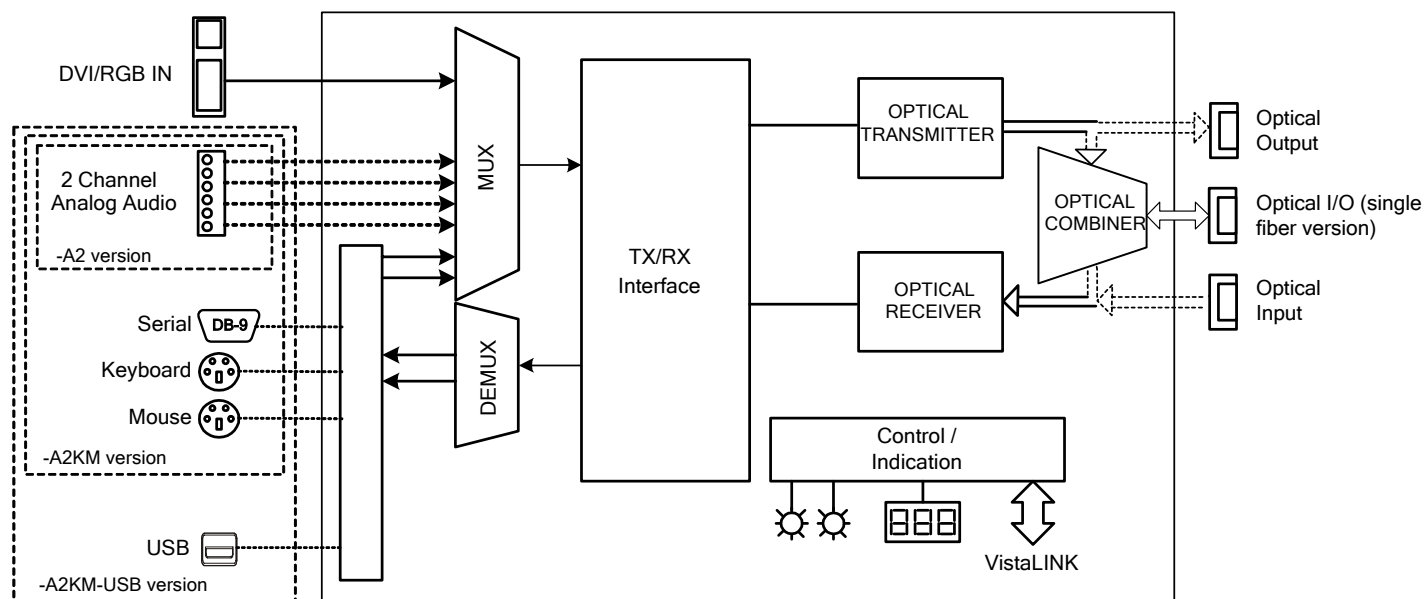 DVI/RGB IN
2 Channel
Analog Audio
-A2 version
Serial
DB-9
Keyboard
Mouse
-A2KM version
USB
-A2KM-USB version
MUX
DEMUX
TX/RX
Interface
OPTICAL
TRANSMITTER
OPTICAL
COMBINER
OPTICAL
RECEIVER
Control /
Indication
888
VistaLINK
Optical
Output
Optical I/O (single
fiber version)
Optical
Input